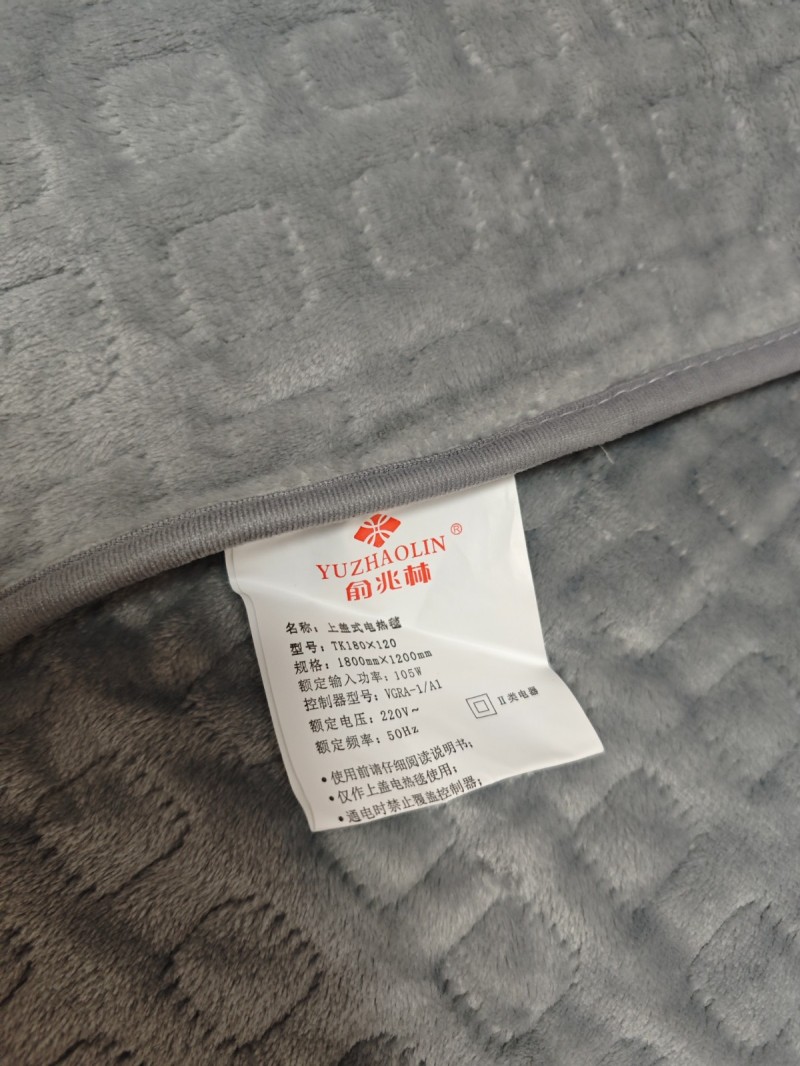 YUZHAOLIN®
俞兆林
名称: 上盖式电热毯
型号: TK180×120
规格: 1800mm×1200mm
额定输入功率: 105W
控制器型号: VGRA-1/A1
额定电压: 220V~
额定频率: 50Hz
II类电器
•使用前请仔细阅读说明书;
•仅作上盖电热毯使用;
•通电时禁止覆盖控制器;